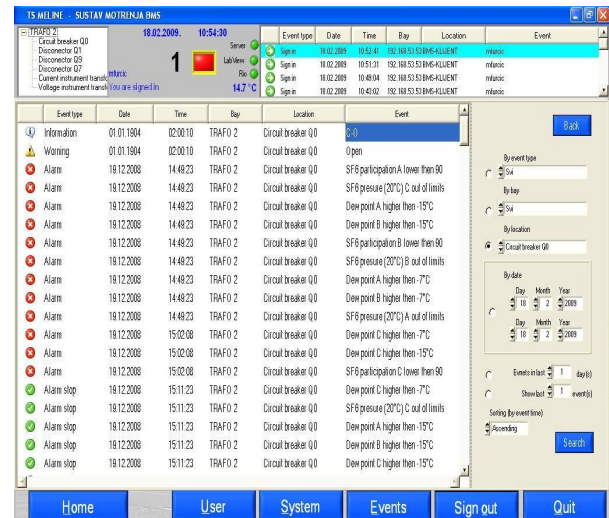 TS MELINE - SUSTAV MOTRENJA BMS
TRAFO 2
Circuit breaker Q0
Disconector Q1
Disconector Q9
Disconector Q7
Current instrument transfo
Voltage instrument transf
18.02.2009. 10:54:30
mfurcic
You are signed in
1
Server
LabView
Rio
14.7 °C
Event type Date Time Bay Location Event
Sign in 18.02.2009 10:52:41 192.168.53.53 BMS-KLIJENT mfurcic
Sign in 18.02.2009 10:51:31 192.168.53.53 BMS-KLIJENT mfurcic
Sign in 18.02.2009 10:49:04 192.168.53.53 BMS-KLIJENT mfurcic
Sign in 18.02.2009 10:43:02 192.168.53.53 BMS-KLIJENT mfurcic
Event type Date Time Bay Location Event
Information 01.01.1904 02:00:10 TRAFO 2 Circuit breaker Q0 C-O
Worning 01.01.1904 02:00:10 TRAFO 2 Circuit breaker Q0 Open
Alarm 19.12.2008 14:49:23 TRAFO 2 Circuit breaker Q0 SF6 participation A lower then 90
Alarm 19.12.2008 14:49:23 TRAFO 2 Circuit breaker Q0 SF6 presure (20°C) C out of limits
Alarm 19.12.2008 14:49:23 TRAFO 2 Circuit breaker Q0 Dew point A higher then -15°C
Alarm 19.12.2008 14:49:23 TRAFO 2 Circuit breaker Q0 Dew point B higher then -15°C
Alarm 19.12.2008 14:49:23 TRAFO 2 Circuit breaker Q0 SF6 participation B lower then 90
Alarm 19.12.2008 14:49:23 TRAFO 2 Circuit breaker Q0 SF6 presure (20°C) B out of limits
Alarm 19.12.2008 14:49:23 TRAFO 2 Circuit breaker Q0 Dew point A higher then -7°C
Alarm 19.12.2008 14:49:23 TRAFO 2 Circuit breaker Q0 Dew point B higher then -7°C
Alarm 19.12.2008 14:49:23 TRAFO 2 Circuit breaker Q0 SF6 presure (20°C) A out of limits
Alarm 19.12.2008 15:02:08 TRAFO 2 Circuit breaker Q0 Dew point C higher then -7°C
Alarm 19.12.2008 15:02:08 TRAFO 2 Circuit breaker Q0 Dew point C higher then -15°C
Alarm 19.12.2008 15:02:08 TRAFO 2 Circuit breaker Q0 SF6 participation C lower then 90
Alarm stop 19.12.2008 15:11:23 TRAFO 2 Circuit breaker Q0 Dew point C higher then -7°C
Alarm stop 19.12.2008 15:11:23 TRAFO 2 Circuit breaker Q0 SF6 presure (20°C) C out of limits
Alarm stop 19.12.2008 15:11:23 TRAFO 2 Circuit breaker Q0 Dew point A higher then -15°C
Alarm stop 19.12.2008 15:11:23 TRAFO 2 Circuit breaker Q0 Dew point B higher then -15°C
Alarm stop 19.12.2008 15:11:23 TRAFO 2 Circuit breaker Q0 Dew point C higher then -15°C
Back
By event type
Svi
By bay
Svi
By location
Circuit breaker Q0
By date
Day Month Year
18 2 2009
Day Month Year
18 2 2009
Evnets in last 1 day(s)
Show last 1 event(s)
Sorting (by event time)
Ascending
Search
Home User System Events Sign out Quit